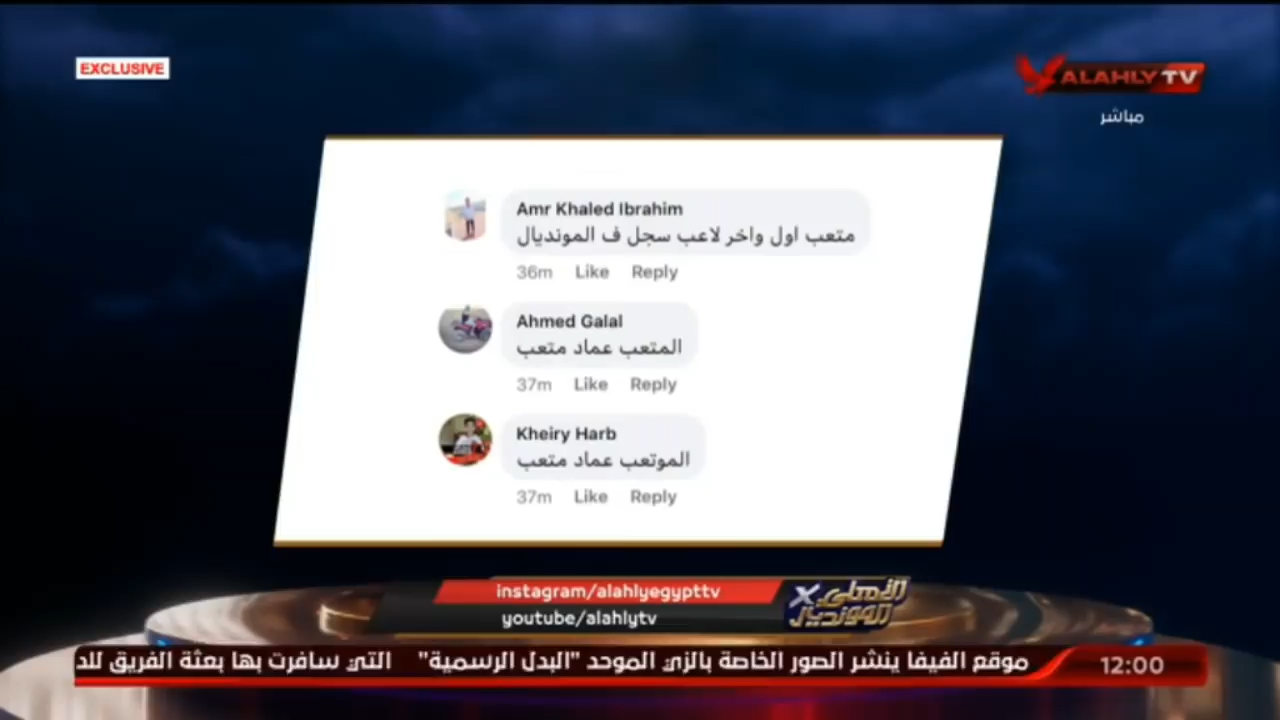 EXCLUSIVE
ALAHLY TV
مباشر
Amr Khaled Ibrahim
متعب اول واخر لاعب سجل ف المونديال
36m Like Reply
Ahmed Galal
المتعب عماد متعب
37m Like Reply
Kheiry Harb
الموتعب عماد متعب
37m Like Reply
instagram/alahlyegypttv
youtube/alahlytv
الأهلى X المونديال
موقع الفيفا ينشر الصور الخاصة بالزي الموحد "البدل الرسمية" التي سافرت بها بعثة الفريق للد
12:00